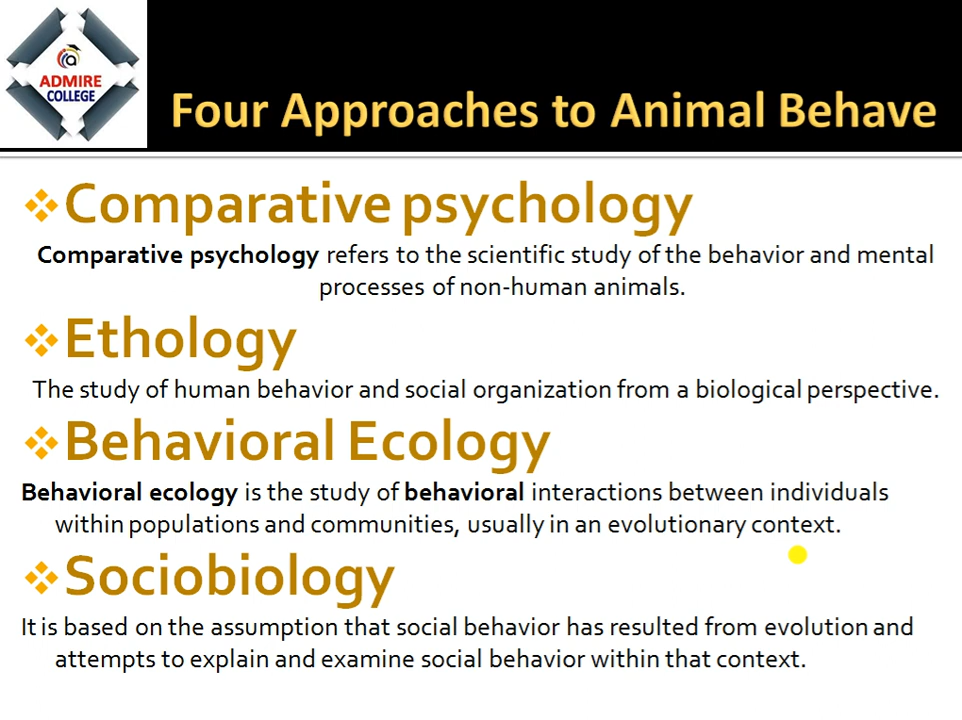 ADMIRE
COLLEGE
Four Approaches to Animal Behave
Comparative psychology
Comparative psychology refers to the scientific study of the behavior and mental
processes of non-human animals.
Ethology
The study of human behavior and social organization from a biological perspective.
Behavioral Ecology
Behavioral ecology is the study of behavioral interactions between individuals
within populations and communities, usually in an evolutionary context.
Sociobiology
It is based on the assumption that social behavior has resulted from evolution and
attempts to explain and examine social behavior within that context.